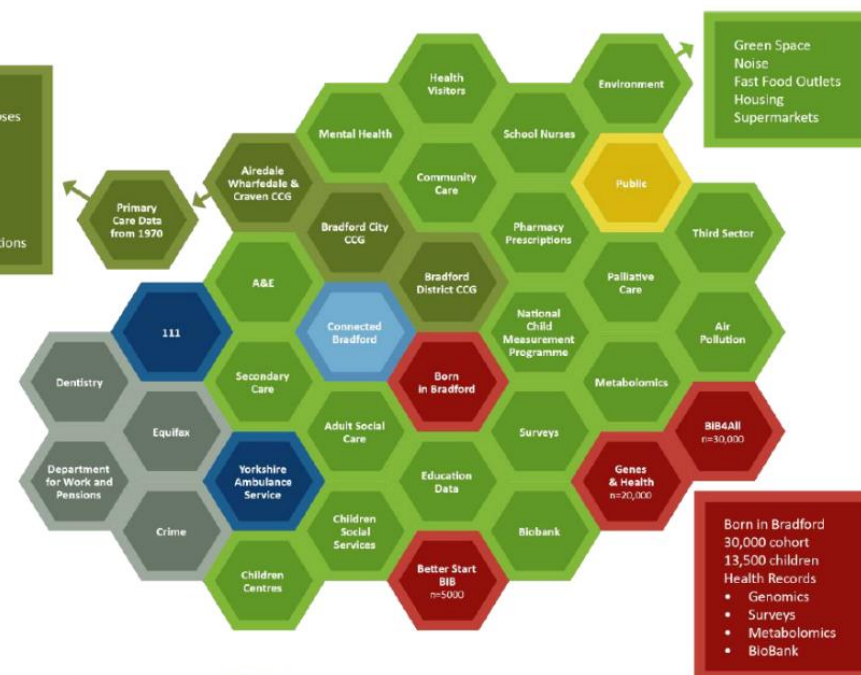 Green Space
Noise
Fast Food Outlets
Housing
Supermarkets
Health
Visitors
Environment
Mental Health
School Nurses
Airedale
Wharfedale &
Craven CCG
Community
Care
Public
Primary
Care Data
from 1970
Bradford City
CCG
Pharmacy
Prescriptions
Third Sector
A&E
Bradford
District CCG
Palliative
Care
111
Connected
Bradford
National
Child
Measurement
Programme
Air
Pollution
Dentistry
Secondary
Care
Born
in Bradford
Metabolomics
Equifax
Adult Social
Care
Surveys
BiB4All
n=30,000
Department
for Work and
Pensions
Yorkshire
Ambulance
Service
Education
Data
Genes
& Health
n=20,000
Crime
Children
Social
Services
Biobank
Children
Centres
Better Start
BIB
n=5000
Born in Bradford
30,000 cohort
13,500 children
Health Records
• Genomics
• Surveys
• Metabolomics
• BioBank